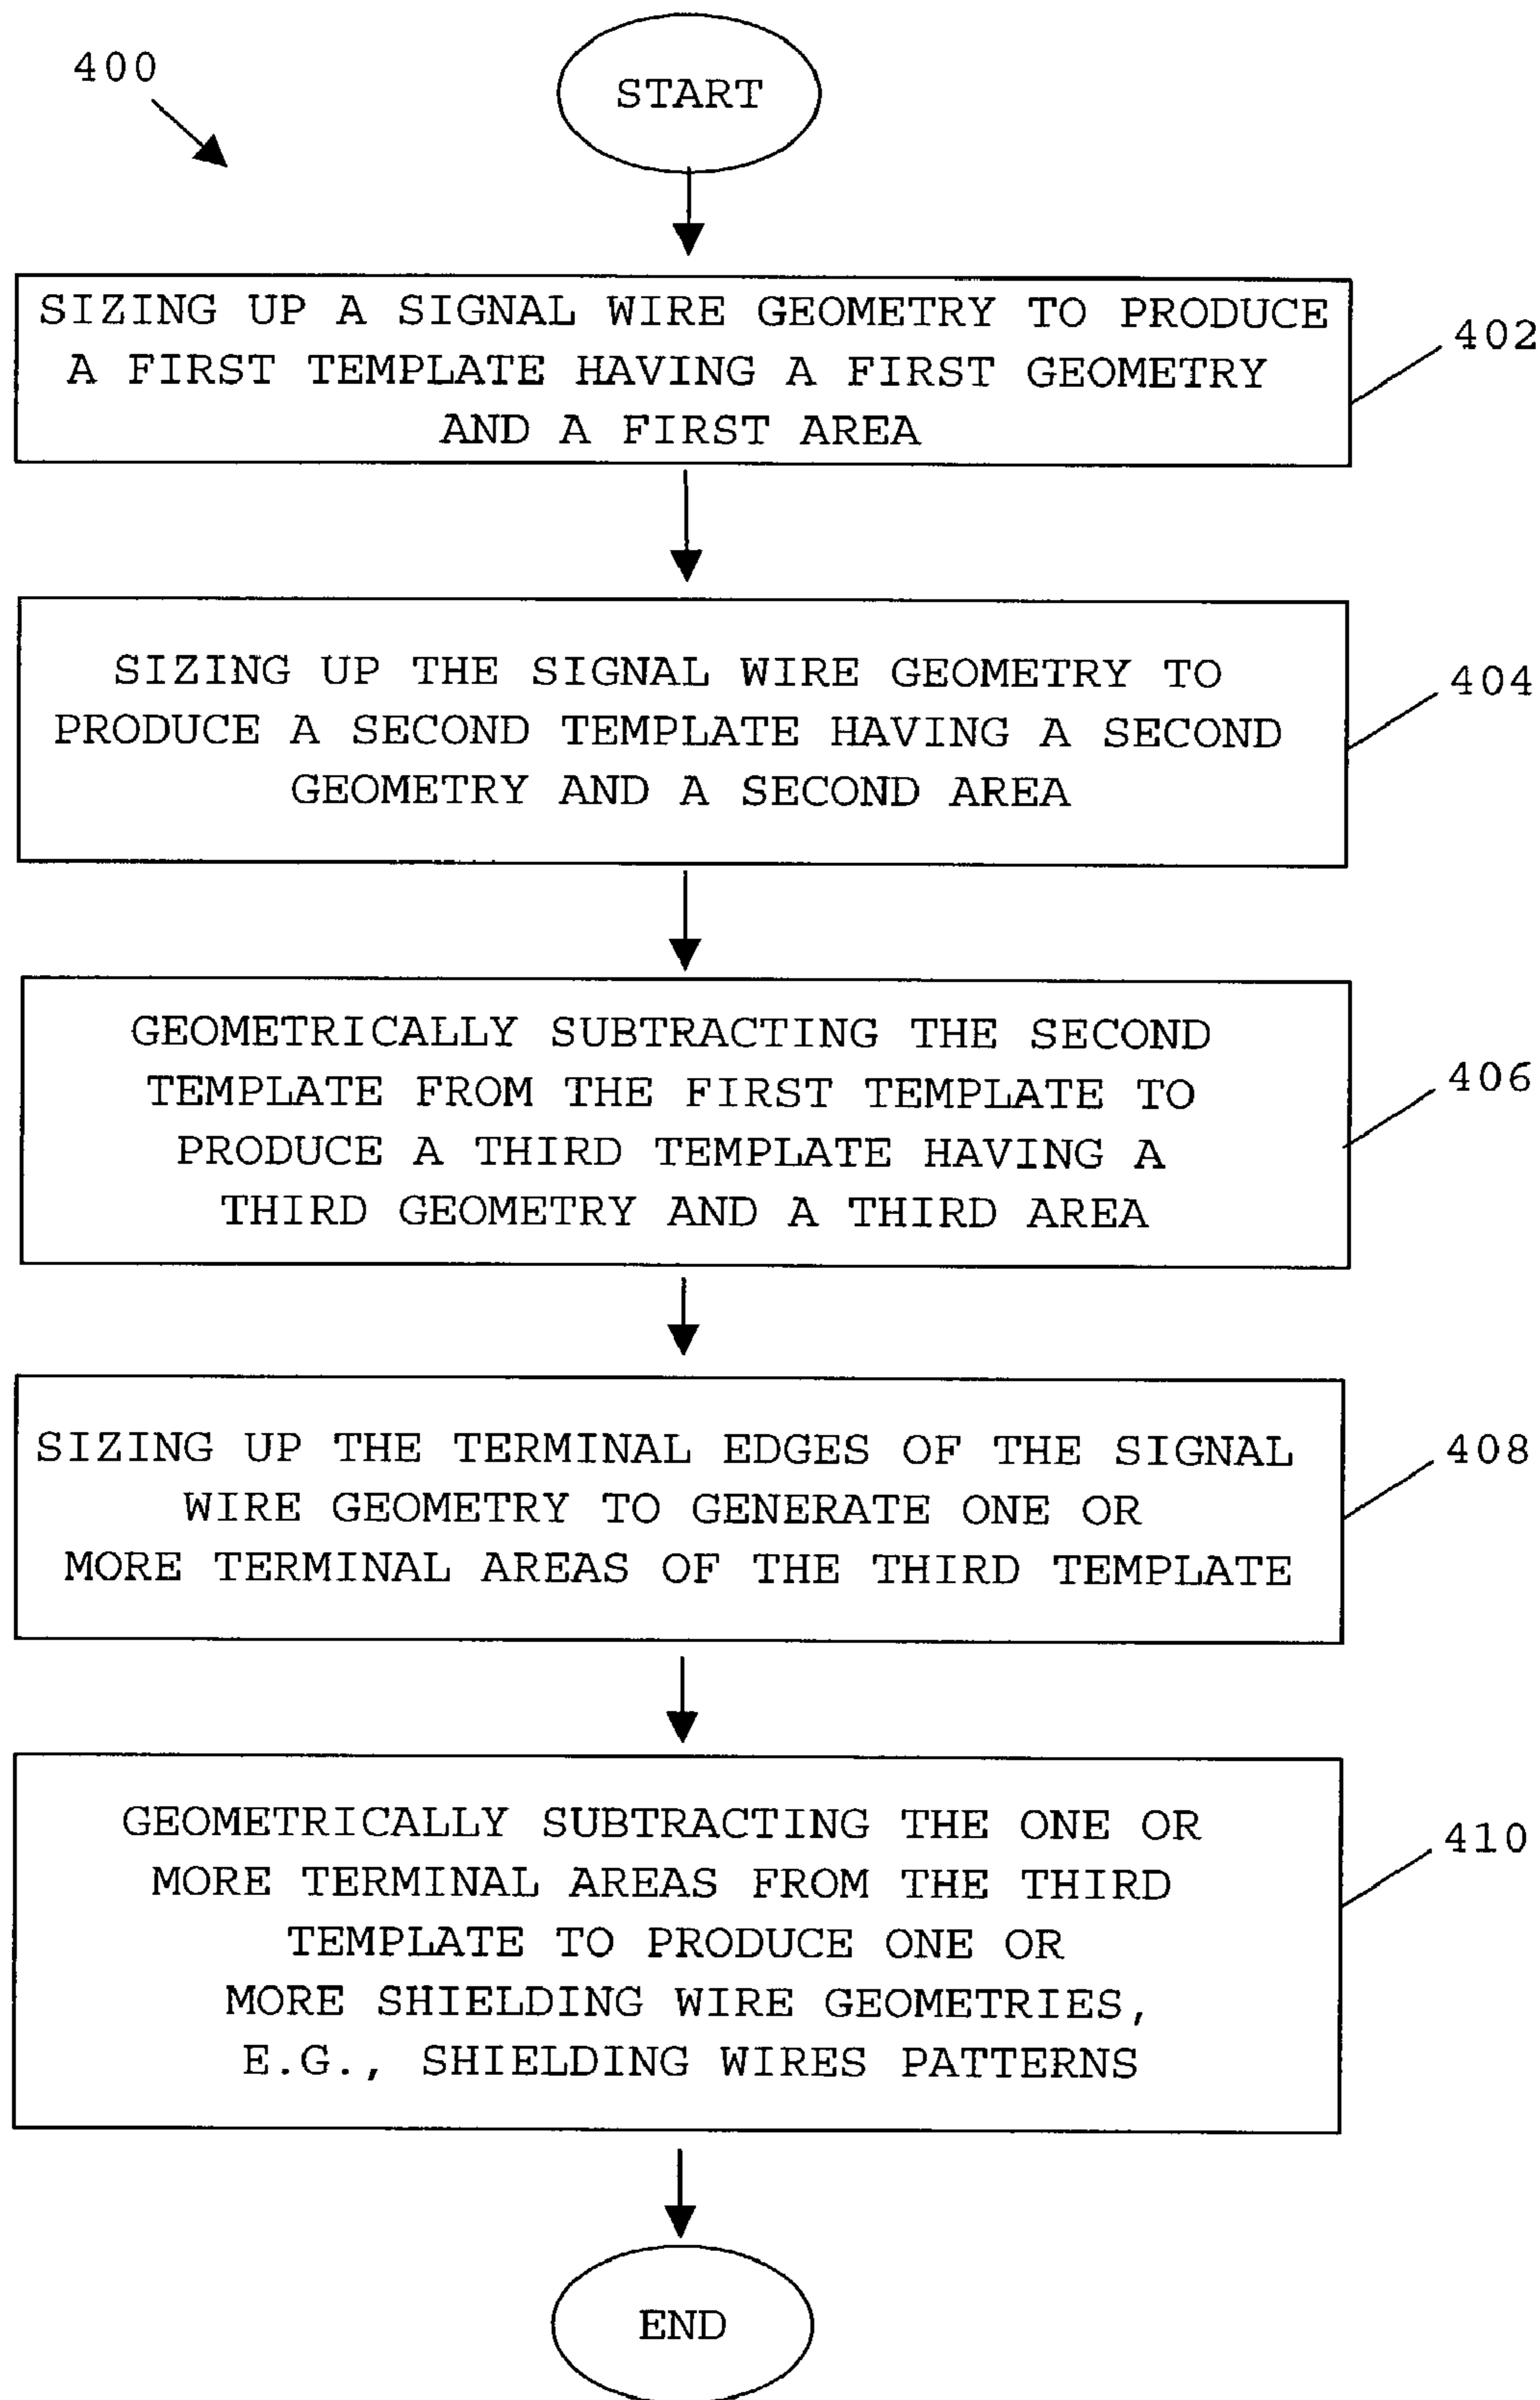 400
START
SIZING UP A SIGNAL WIRE GEOMETRY TO PRODUCE
A FIRST TEMPLATE HAVING A FIRST GEOMETRY
AND A FIRST AREA
402
SIZING UP THE SIGNAL WIRE GEOMETRY TO
PRODUCE A SECOND TEMPLATE HAVING A SECOND
GEOMETRY AND A SECOND AREA
404
GEOMETRICALLY SUBTRACTING THE SECOND
TEMPLATE FROM THE FIRST TEMPLATE TO
PRODUCE A THIRD TEMPLATE HAVING A
THIRD GEOMETRY AND A THIRD AREA
406
SIZING UP THE TERMINAL EDGES OF THE SIGNAL
WIRE GEOMETRY TO GENERATE ONE OR
MORE TERMINAL AREAS OF THE THIRD TEMPLATE
408
GEOMETRICALLY SUBTRACTING THE ONE OR
MORE TERMINAL AREAS FROM THE THIRD
TEMPLATE TO PRODUCE ONE OR
MORE SHIELDING WIRE GEOMETRIES,
E.G., SHIELDING WIRES PATTERNS
410
END